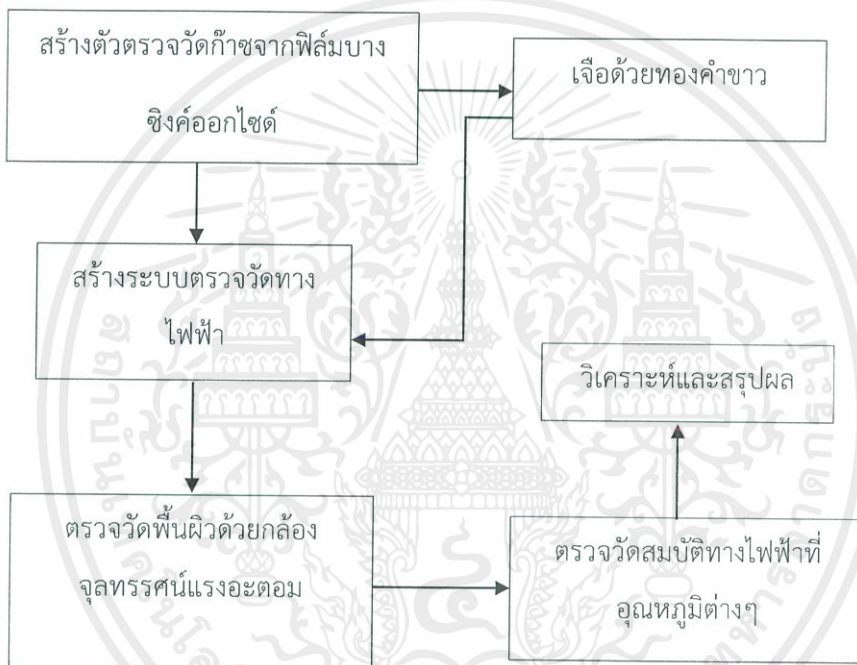 สร้างตัวตรวจวัดก๊าซจากฟิล์มบาง
ซิงค์ออกไซด์
เจือด้วยทองคำขาว
สร้างระบบตรวจวัดทาง
ไฟฟ้า
วิเคราะห์และสรุปผล
ตรวจวัดพื้นผิวด้วยกล้อง
จุลทรรศน์แรงอะตอม
ตรวจวัดสมบัติทางไฟฟ้าที่
อุณหภูมิต่างๆ